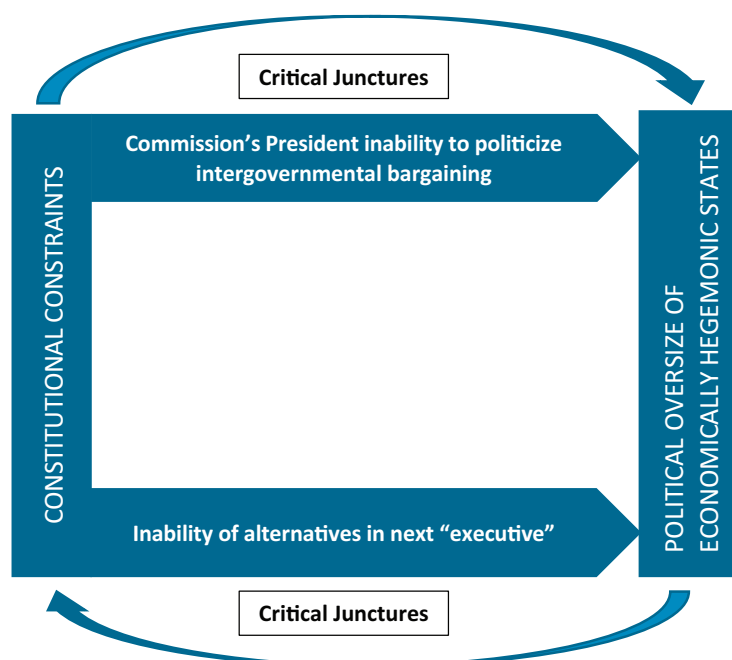 Critical Junctures
Commission’s President inability to politicize
intergovernmental bargaining
CONSTITUTIONAL CONSTRAINTS
POLITICAL OVERSIZE OF
ECONOMICALLY HEGEMONIC STATES
Inability of alternatives in next “executive”
Critical Junctures